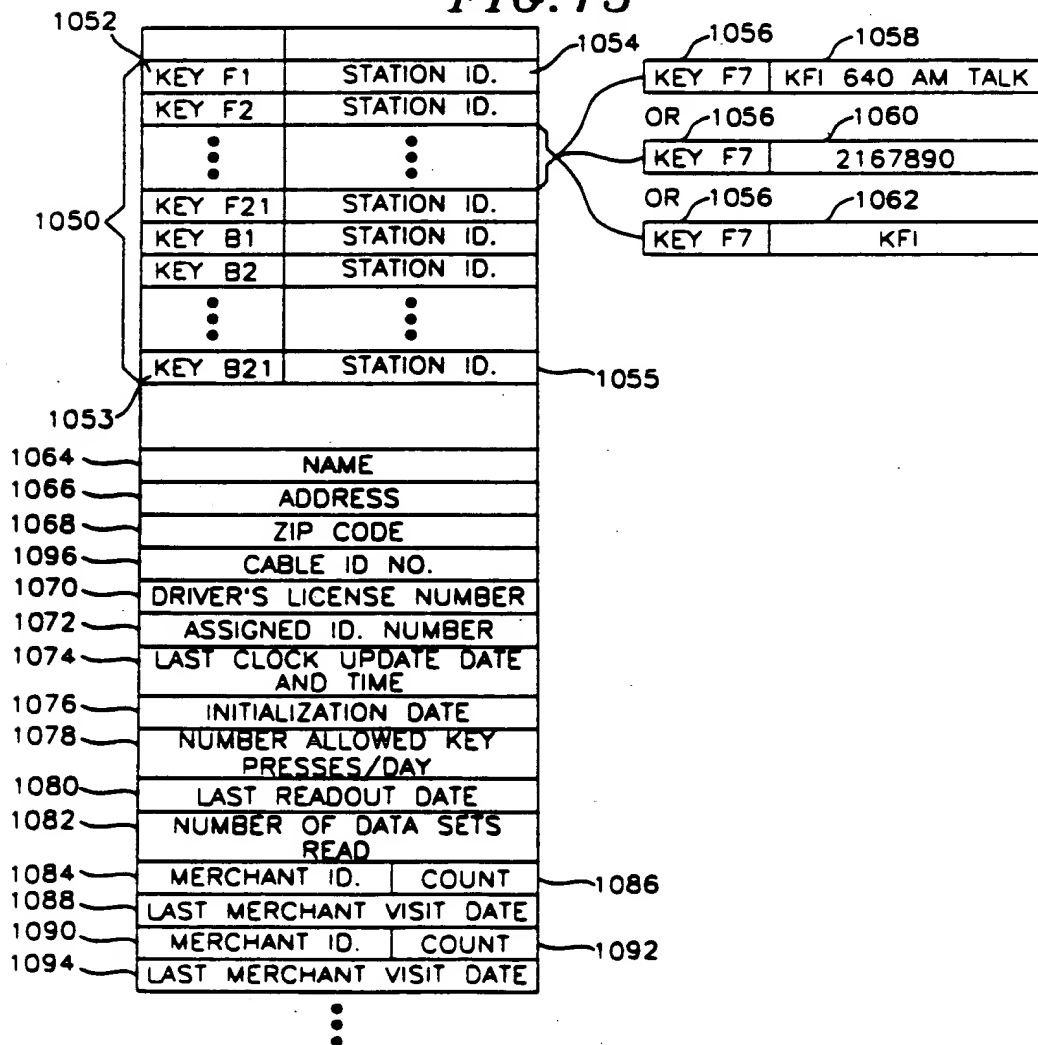 FIG. 73
1052
1054
1056
1058
KEY F1 STATION ID.
KEY F7 KFI 640 AM TALK
KEY F2 STATION ID.
OR 1056 1060
KEY F7 2167890
1050
KEY F21 STATION ID.
OR 1056 1062
KEY B1 STATION ID.
KEY F7 KFI
KEY B2 STATION ID.
KEY B21 STATION ID.
1055
1053
1064 NAME
1066 ADDRESS
1068 ZIP CODE
1096 CABLE ID NO.
1070 DRIVER'S LICENSE NUMBER
1072 ASSIGNED ID. NUMBER
1074 LAST CLOCK UPDATE DATE
AND TIME
1076 INITIALIZATION DATE
1078 NUMBER ALLOWED KEY
PRESSES/DAY
1080 LAST READOUT DATE
1082 NUMBER OF DATA SETS
READ
1084 MERCHANT ID. COUNT 1086
1088 LAST MERCHANT VISIT DATE
1090 MERCHANT ID. COUNT 1092
1094 LAST MERCHANT VISIT DATE